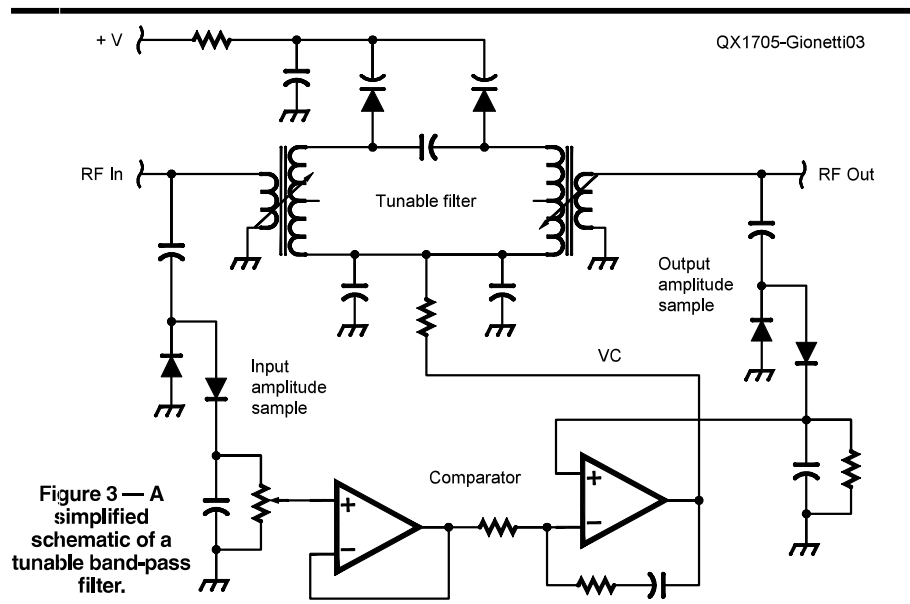 + V
QX1705-Gionetti03
RF In
Tunable filter
RF Out
Output
amplitude
sample
Input
amplitude
sample
VC
Comparator
+
−
+
−
Figure 3 — A
simplified
schematic of a
tunable band-pass
filter.